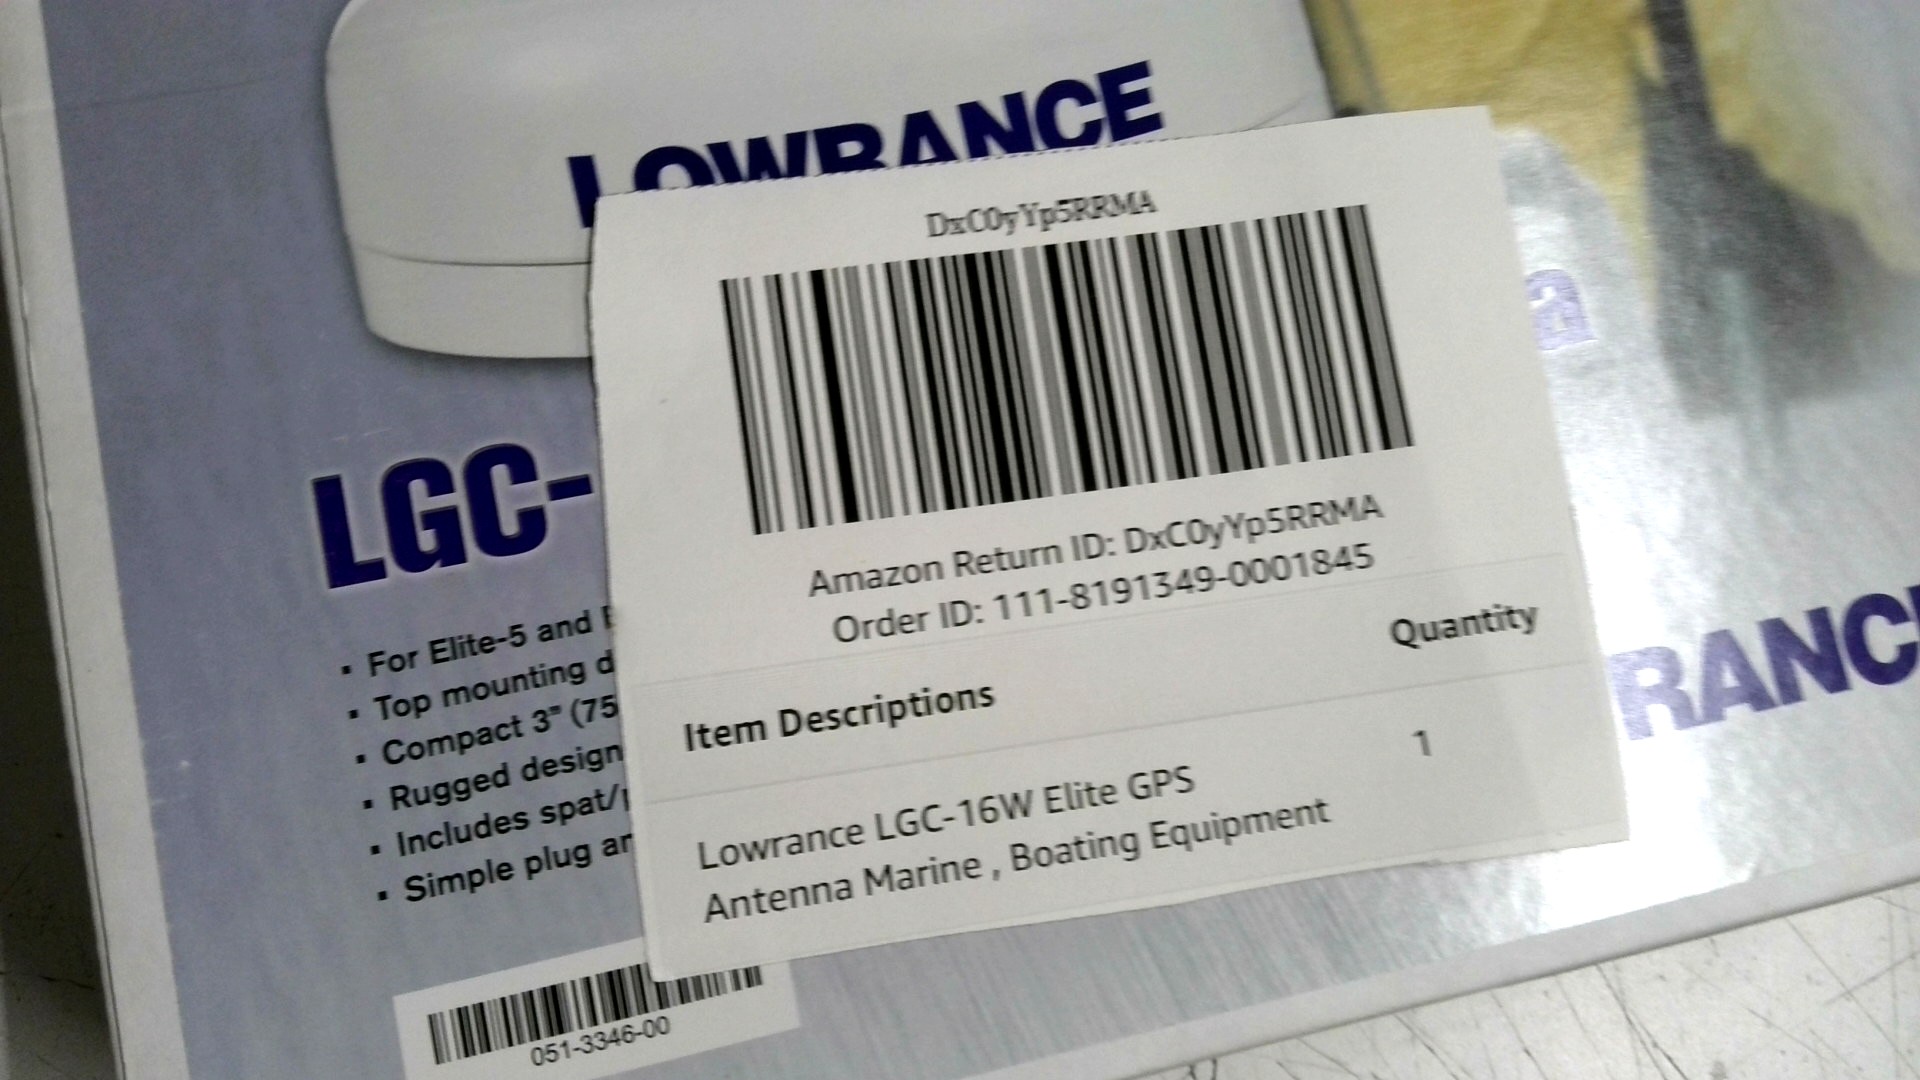 LOWRANCE
DxC0yYp5RRMA
a
Amazon Return ID: DxC0yYp5RRMA
Order ID: 111-8191349-0001845
Item Descriptions Quantity
Lowrance LGC-16W Elite GPS 1
Antenna Marine , Boating Equipment
LGC-
RANC
For Elite-5 and
Top mounting
Compact 3" (75
Rugged design
Includes spat/
Simple plug
051-3346-00